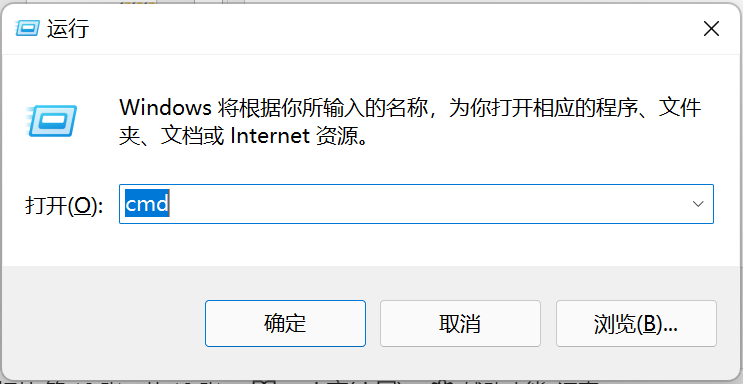 运行
Windows 将根据你所输入的名称，为你打开相应的程序、文件
夹、文档或 Internet 资源。
打开(O): cmd
确定 取消 浏览(B)...